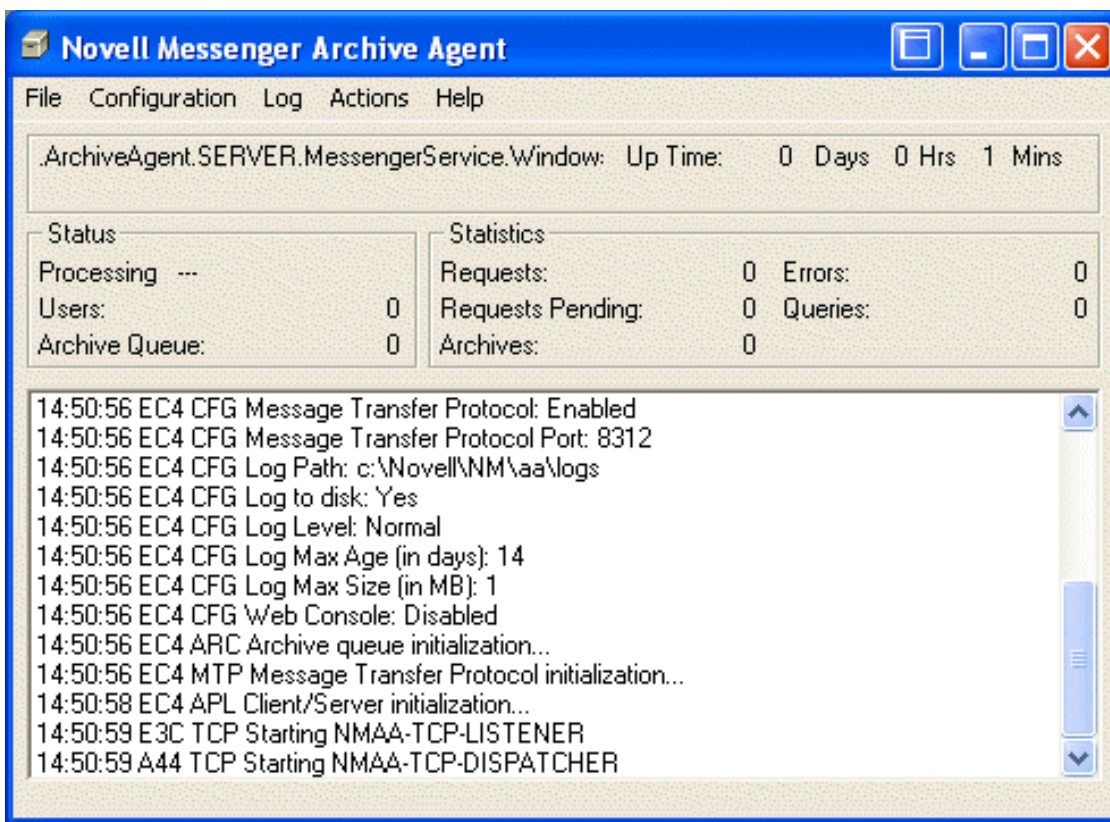 Novell Messenger Archive Agent
File Configuration Log Actions Help
.ArchiveAgent.SERVER.MessengerService.Window: Up Time: 0 Days 0 Hrs 1 Mins
Status
Statistics
Processing ---
Requests: 0 Errors: 0
Users: 0
Requests Pending: 0 Queries: 0
Archive Queue: 0
Archives: 0
14:50:56 EC4 CFG Message Transfer Protocol: Enabled
14:50:56 EC4 CFG Message Transfer Protocol Port: 8312
14:50:56 EC4 CFG Log Path: c:\Novell\NM\aa\logs
14:50:56 EC4 CFG Log to disk: Yes
14:50:56 EC4 CFG Log Level: Normal
14:50:56 EC4 CFG Log Max Age (in days): 14
14:50:56 EC4 CFG Log Max Size (in MB): 1
14:50:56 EC4 CFG Web Console: Disabled
14:50:56 EC4 ARC Archive queue initialization...
14:50:56 EC4 MTP Message Transfer Protocol initialization...
14:50:58 EC4 APL Client/Server initialization...
14:50:59 E3C TCP Starting NMAA-TCP-LISTENER
14:50:59 A44 TCP Starting NMAA-TCP-DISPATCHER